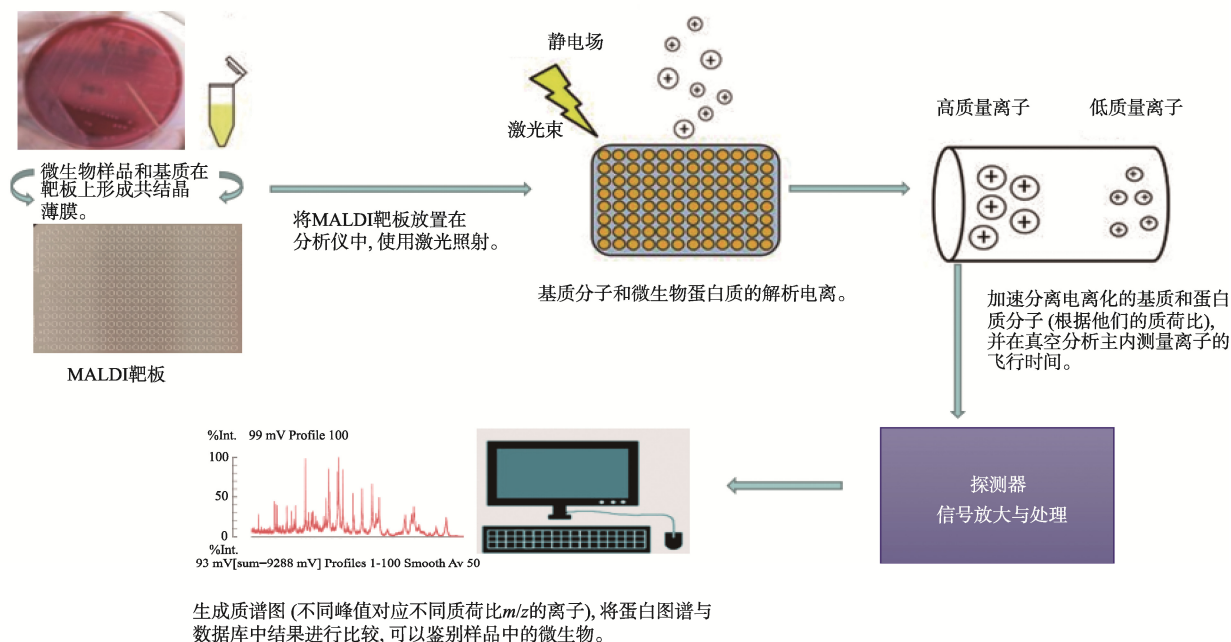 静电场
激光束
高质量离子
低质量离子
微生物样品和基质在
靶板上形成共结晶
薄膜。
将MALDI靶板放置在
分析仪中, 使用激光照射。
基质分子和微生物蛋白质的解析电离。
加速分离电离化的基质和蛋白
质分子 (根据他们的质荷比),
并在真空分析主内测量离子的
飞行时间。
MALDI靶板
%Int. 99 mV Profile 100
100
50
0
%Int.
93 mV[sum=9288 mV] Profiles 1-100 Smooth Av 50
探测器
信号放大与处理
生成质谱图 (不同峰值对应不同质荷比m/z的离子), 将蛋白图谱与
数据库中结果进行比较, 可以鉴别样品中的微生物。